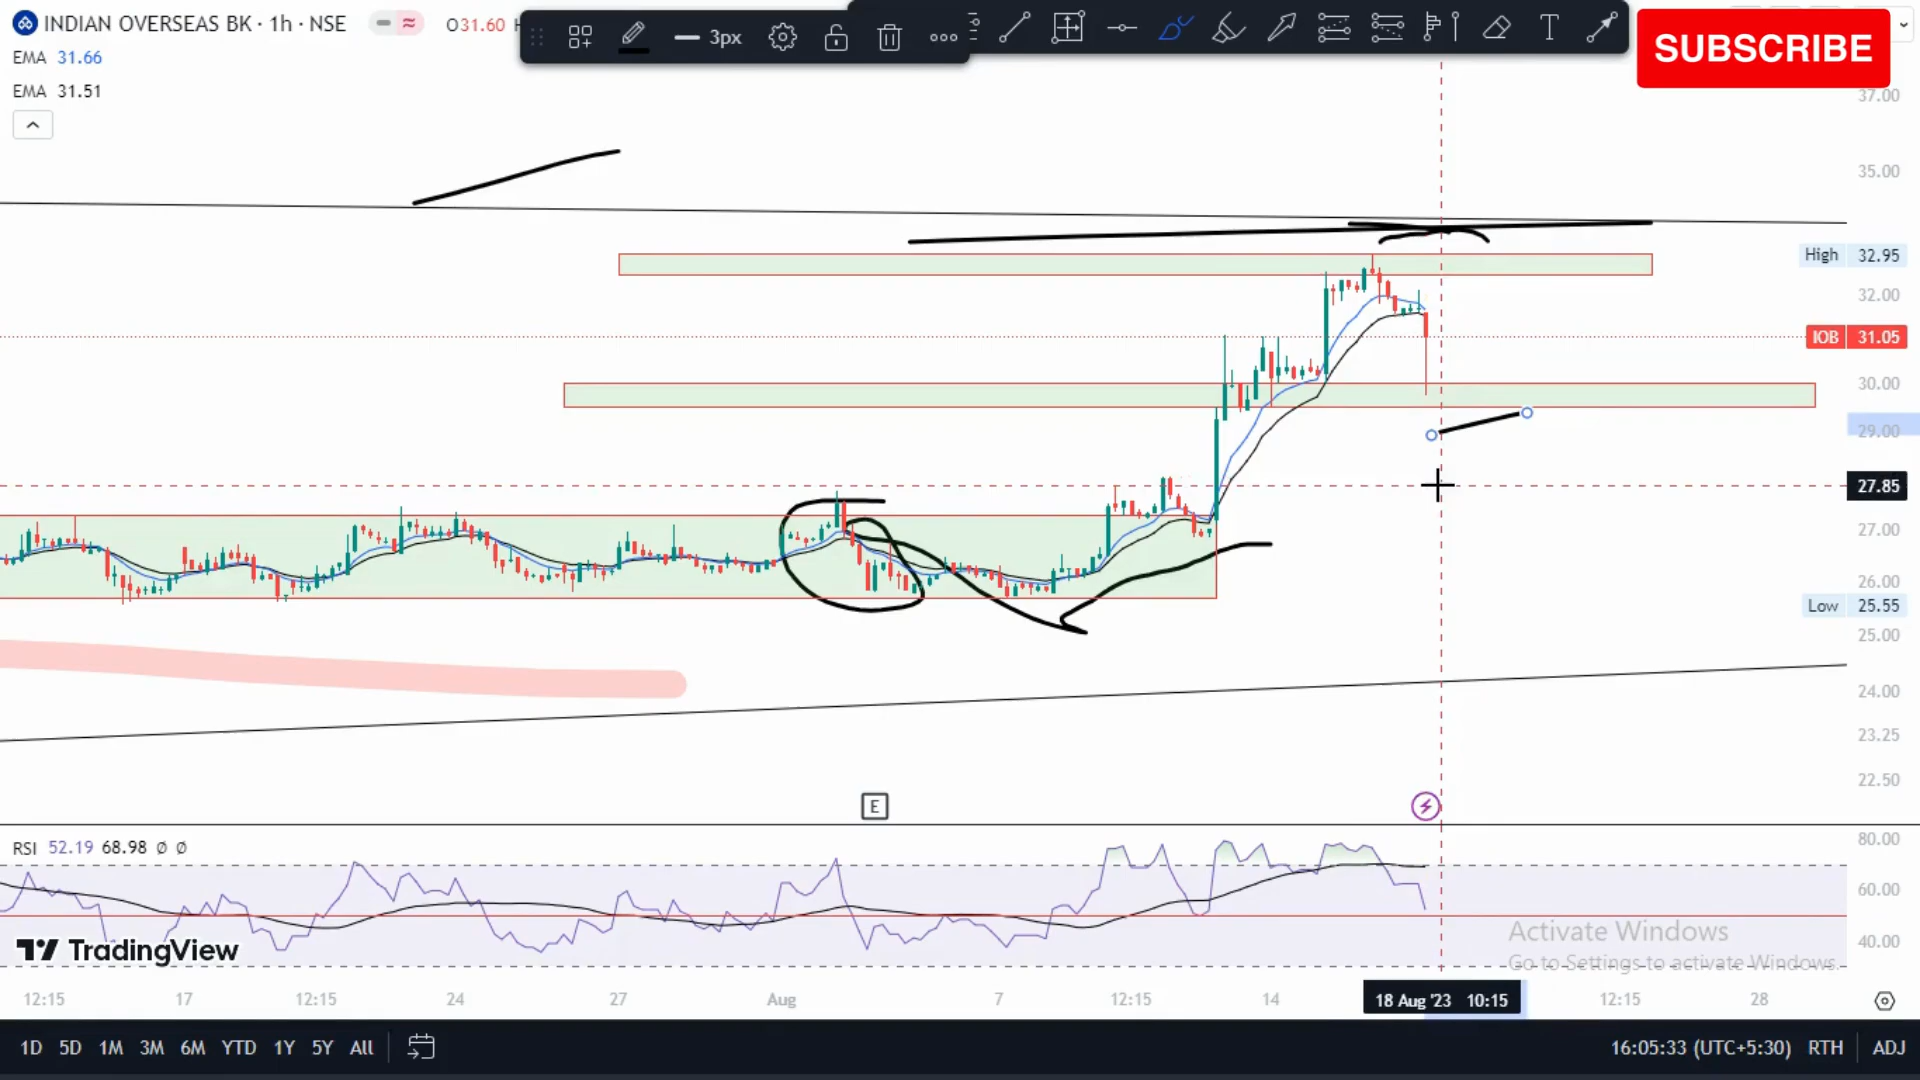 INDIAN OVERSEAS BK · 1h · NSE
O31.60
3px
SUBSCRIBE
EMA 31.66
EMA 31.51
37.00
35.00
High 32.95
32.00
IOB 31.05
30.00
29.00
27.85
27.00
26.00
Low 25.55
25.00
24.00
23.25
22.50
E
RSI 52.19 68.98 Ø Ø
80.00
60.00
40.00
TradingView
Activate Windows
Go to Settings to activate Windows.
12:15 17 12:15 24 27 Aug 7 12:15 14 18 Aug '23 10:15 12:15 28
1D 5D 1M 3M 6M YTD 1Y 5Y All 16:05:33 (UTC+5:30) RTH ADJ